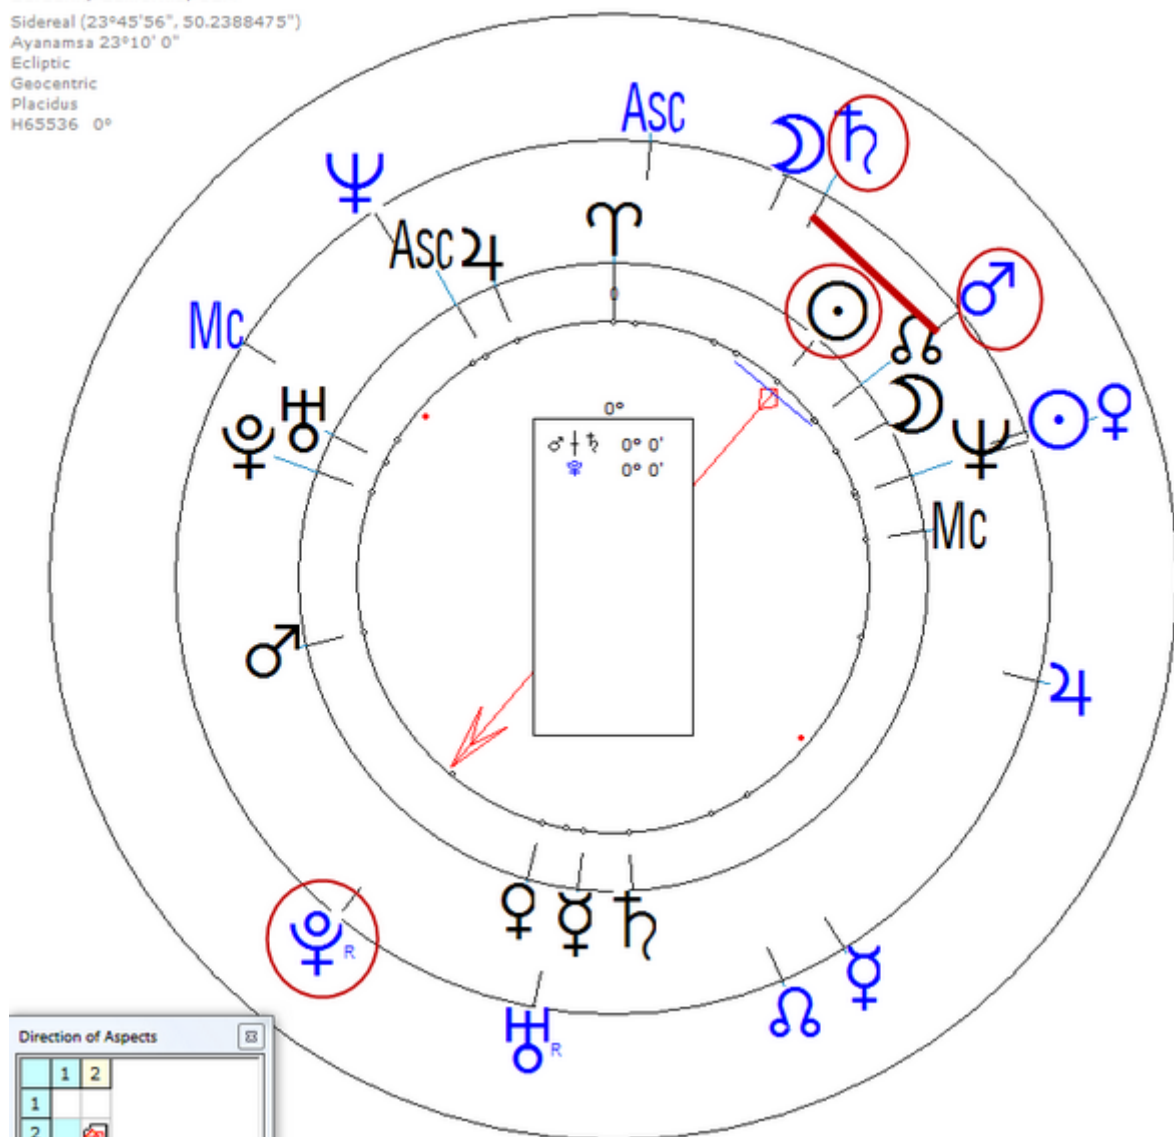 Sidereal (23°45'56", 50.2388475")
Ayanamsa 23°10' 0"
Ecliptic
Geocentric
Placidus
H65536 0°
Asc
☽ ♄
♆
Asc ♃
♈
☉
♂
Mc
☊
☽
♅
♇
♆
☉ ♀
0
0°
♂ ┼ ♄ 0° 0'
♇ 0° 0'
Mc
♂
♃
♀ ☿ ♄
♇ R
♅ R
☊
☿
Direction of Aspects
1 2
1
2